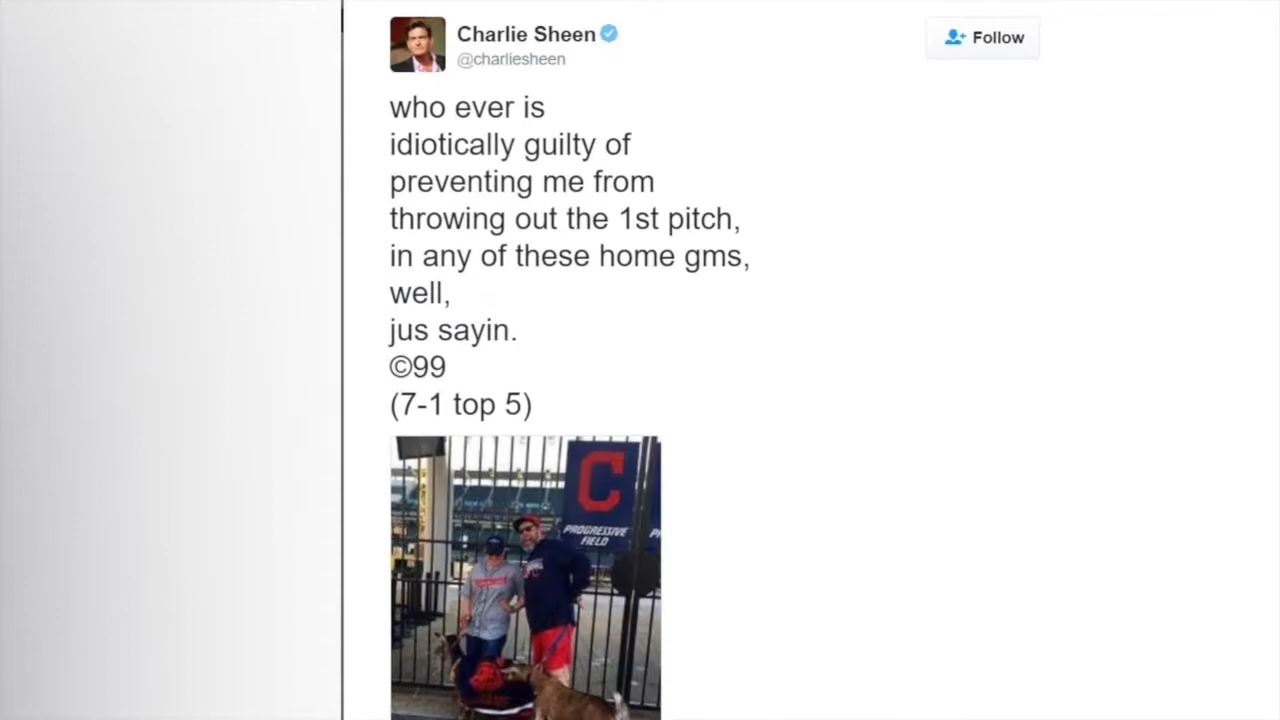 Charlie Sheen
@charliesheen
Follow
who ever is
idiotically guilty of
preventing me from
throwing out the 1st pitch,
in any of these home gms,
well,
jus sayin.
©99
(7-1 top 5)
C
PROGRESSIVE
FIELD